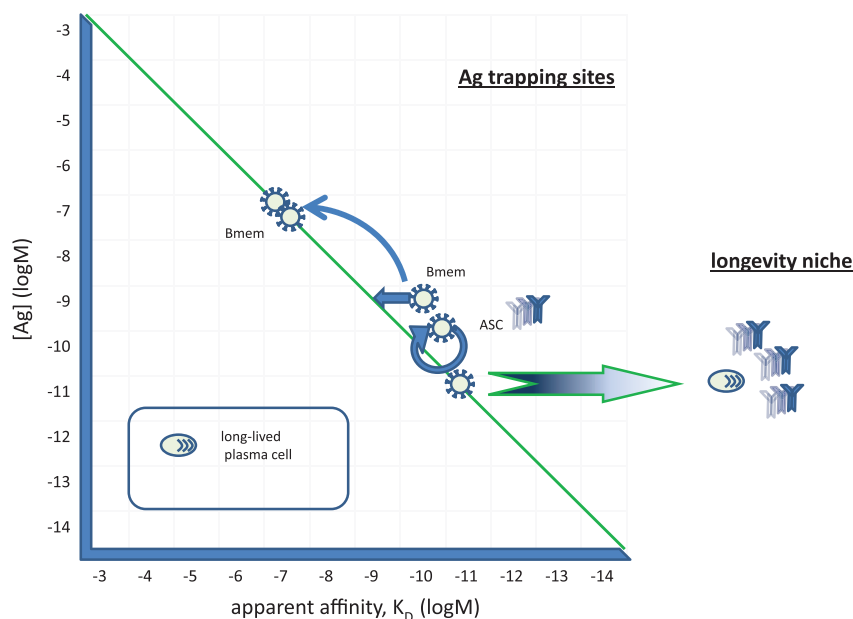 Ag trapping sites
-3
-4
-5
-6
-7
-8
-9
-10
-11
-12
-13
-14
[Ag] (logM)
Bmem
Bmem
ASC
longevity niche
long-lived
plasma cell
-3 -4 -5 -6 -7 -8 -9 -10 -11 -12 -13 -14
apparent affinity, K_D (logM)